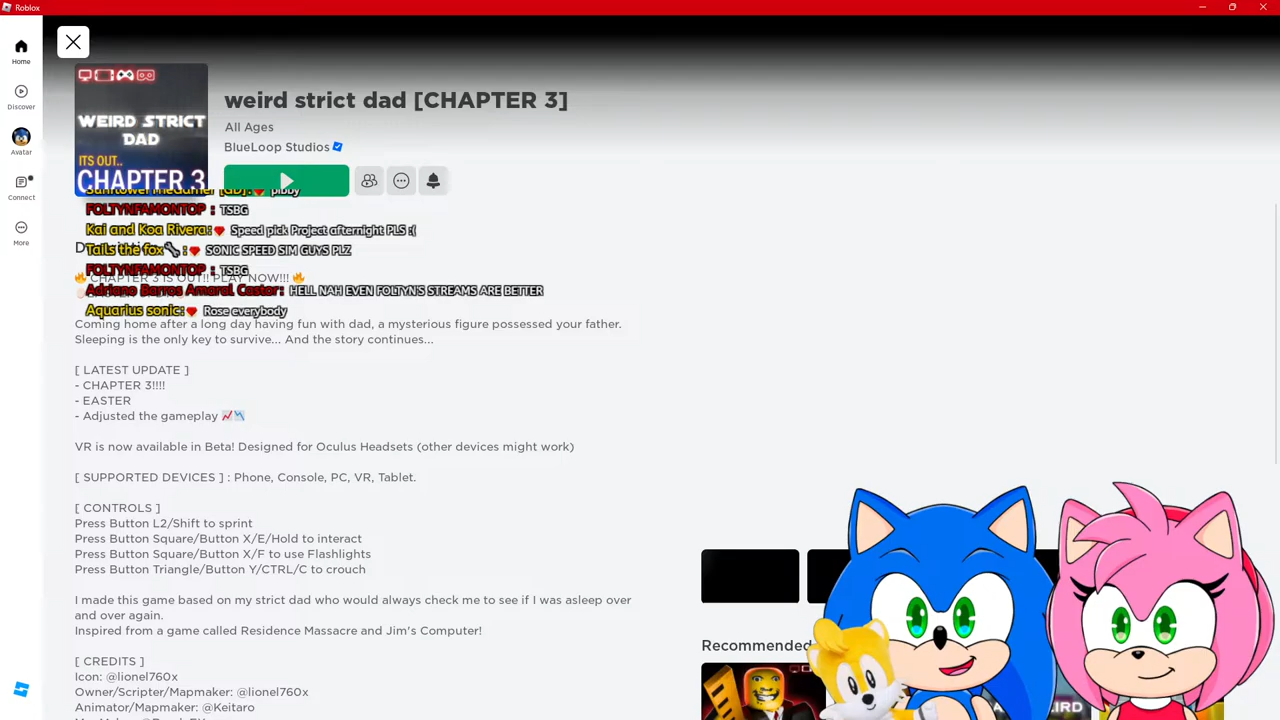 Roblox
Home
Discover
Avatar
Connect
More
WEIRD STRICT
DAD
ITS OUT..
CHAPTER 3
weird strict dad [CHAPTER 3]
All Ages
BlueLoop Studios
pibby
FOLTYNFAMONTOP : TSBG
Kai and Koa Rivera: Speed pick Project afternight PLS :(
Tails the fox🔧: SONIC SPEED SIM GUYS PLZ
FOLTYNFAMONTOP : TSBG
🔥 CHAPTER 3 IS OUT!! PLAY NOW!!! 🔥
Adriano Barros Amaral Castor: HELL NAH EVEN FOLTYN'S STREAMS ARE BETTER
Aquarius sonic: Rose everybody
Coming home after a long day having fun with dad, a mysterious figure possessed your father.
Sleeping is the only key to survive... And the story continues...
[ LATEST UPDATE ]
- CHAPTER 3!!!!
- EASTER
- Adjusted the gameplay 📈📉
VR is now available in Beta! Designed for Oculus Headsets (other devices might work)
[ SUPPORTED DEVICES ] : Phone, Console, PC, VR, Tablet.
[ CONTROLS ]
Press Button L2/Shift to sprint
Press Button Square/Button X/E/Hold to interact
Press Button Square/Button X/F to use Flashlights
Press Button Triangle/Button Y/CTRL/C to crouch
I made this game based on my strict dad who would always check me to see if I was asleep over
and over again.
Inspired from a game called Residence Massacre and Jim's Computer!
[ CREDITS ]
Icon: @lionel760x
Owner/Scripter/Mapmaker: @lionel760x
Animator/Mapmaker: @Keitaro
Recommended